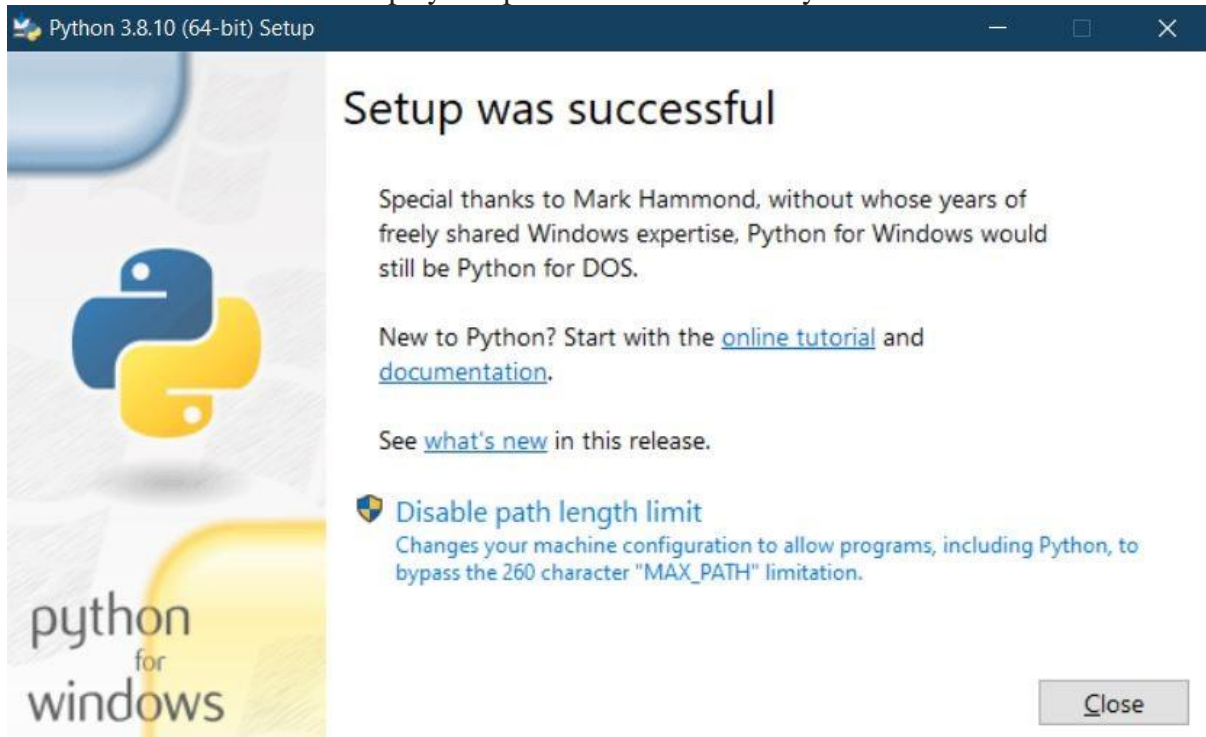 Python 3.8.10 (64-bit) Setup
Setup was successful
Special thanks to Mark Hammond, without whose years of
freely shared Windows expertise, Python for Windows would
still be Python for DOS.
New to Python? Start with the online tutorial and
documentation.
See what's new in this release.
Disable path length limit
Changes your machine configuration to allow programs, including Python, to
bypass the 260 character "MAX_PATH" limitation.
python
for
windows
Close